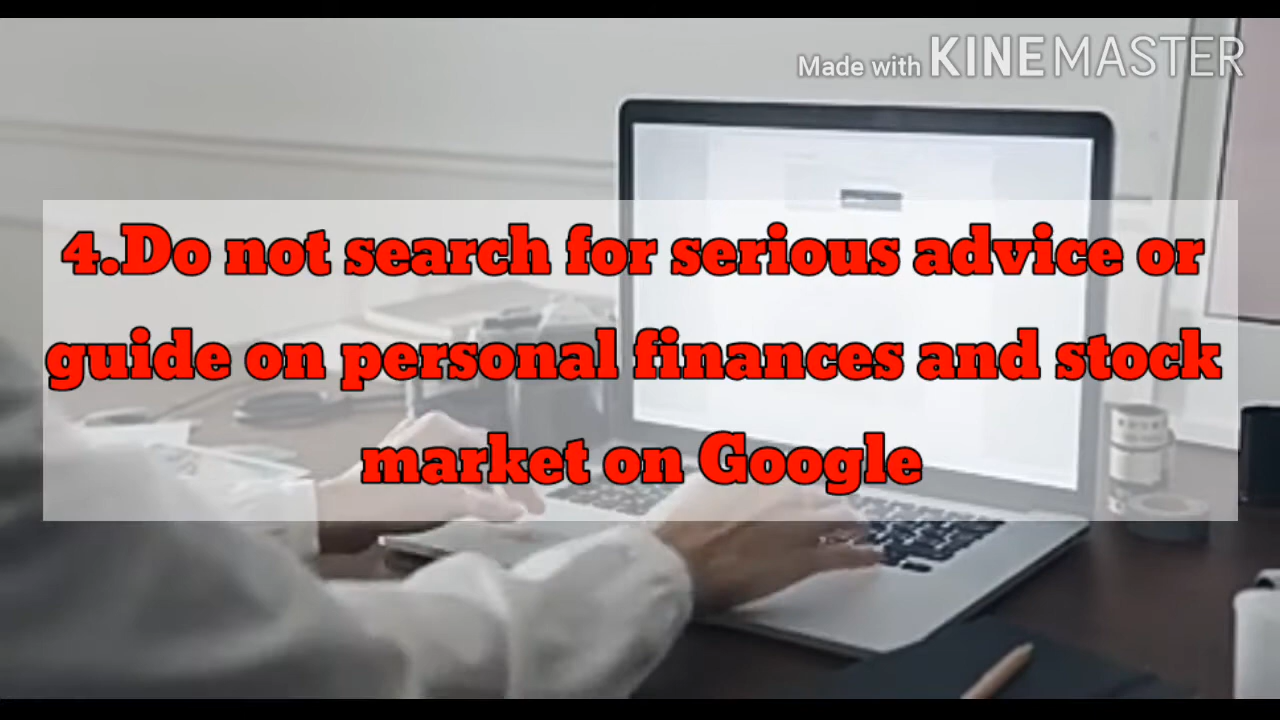 Made with KINEMASTER
4.Do not search for serious advice or
guide on personal finances and stock
market on Google